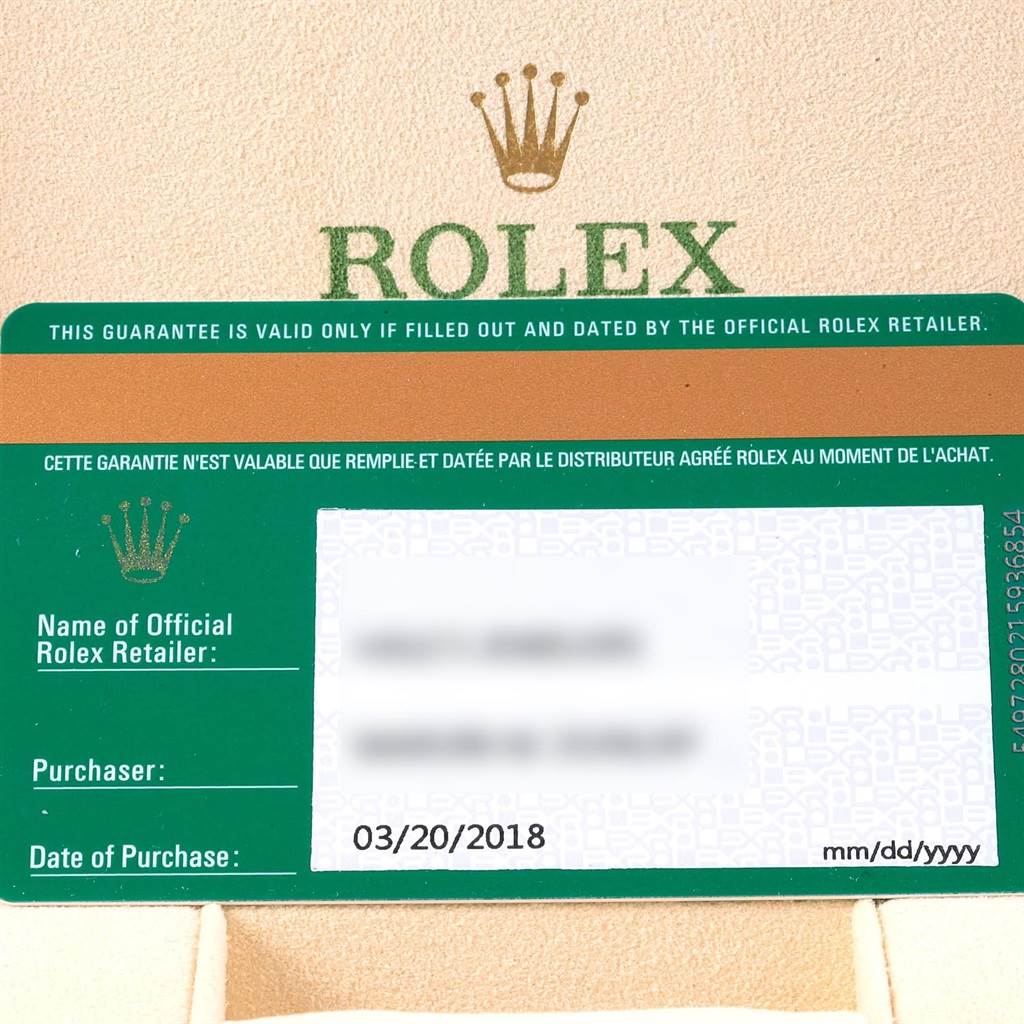 ROLEX
THIS GUARANTEE IS VALID ONLY IF FILLED OUT AND DATED BY THE OFFICIAL ROLEX RETAILER.
CETTE GARANTIE N'EST VALABLE QUE REMPLIE ET DATÉE PAR LE DISTRIBUTEUR AGRÉÉ ROLEX AU MOMENT DE L'ACHAT.
Name of Official
Rolex Retailer:
Purchaser:
Date of Purchase:
03/20/2018
mm/dd/yyyy
5497280215936854